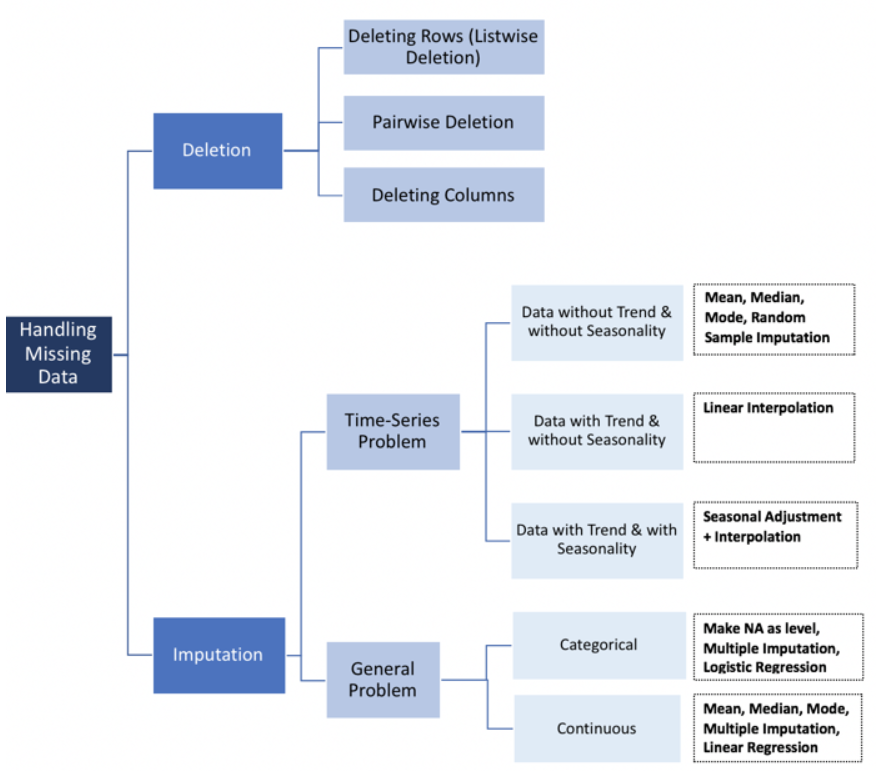 Deleting Rows (Listwise
Deletion)
Deletion
Pairwise Deletion
Deleting Columns
Handling
Missing
Data
Data without Trend &
without Seasonality
Mean, Median,
Mode, Random
Sample Imputation
Time-Series
Problem
Data with Trend &
without Seasonality
Linear Interpolation
Data with Trend & with
Seasonality
Seasonal Adjustment
+ Interpolation
Imputation
General
Problem
Categorical
Make NA as level,
Multiple Imputation,
Logistic Regression
Continuous
Mean, Median, Mode,
Multiple Imputation,
Linear Regression